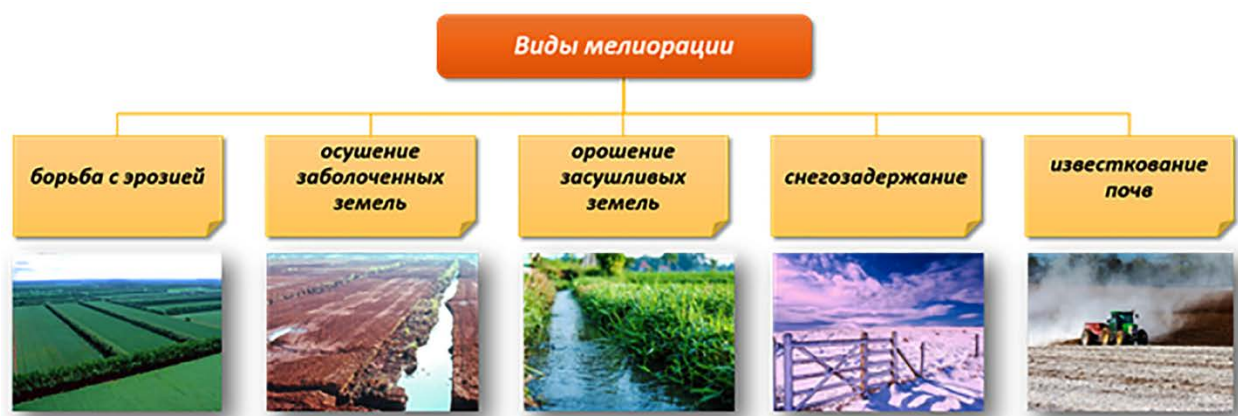 Виды мелиорации
борьба с эрозией
осушение
заболоченных
земель
орошение
засушливых
земель
снегозадержание
известкование
почв